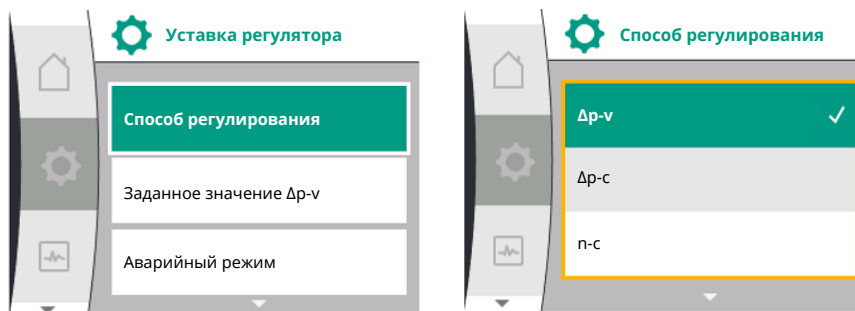 Уставка регулятора
Способ регулирования
Заданное значение Δp-v
Аварийный режим
Способ регулирования
Δp-v
Δp-c
n-c